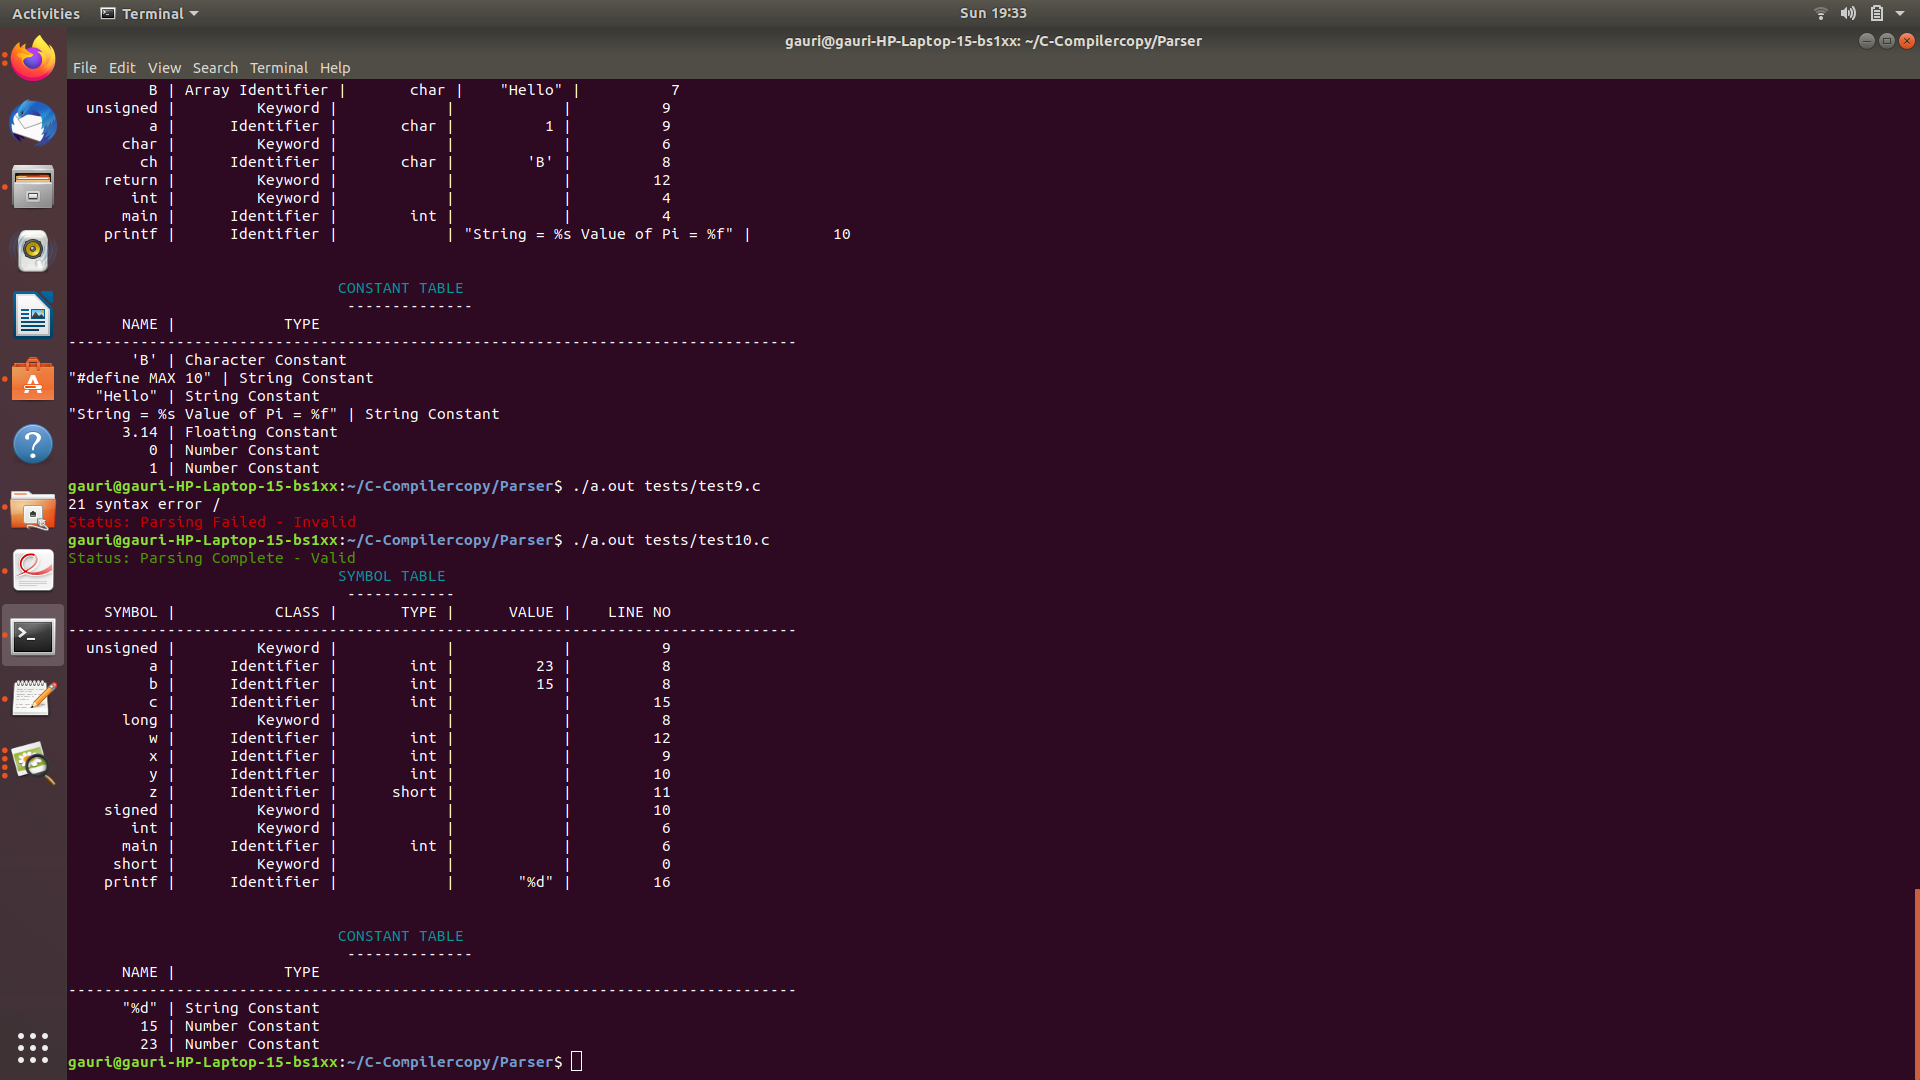 Activities Terminal Sun 19:33
gauri@gauri-HP-Laptop-15-bs1xx: ~/C-Compilercopy/Parser
File Edit View Search Terminal Help
B | Array Identifier | char | "Hello" | 7
unsigned | Keyword | | | 9
a | Identifier | char | 1 | 9
char | Keyword | | | 6
ch | Identifier | char | 'B' | 8
return | Keyword | | | 12
int | Keyword | | | 4
main | Identifier | int | | 4
printf | Identifier | | "String = %s Value of Pi = %f" | 10
CONSTANT TABLE
--------------
NAME | TYPE
---------------------------------------------------------------------------------
'B' | Character Constant
"#define MAX 10" | String Constant
"Hello" | String Constant
"String = %s Value of Pi = %f" | String Constant
3.14 | Floating Constant
0 | Number Constant
1 | Number Constant
gauri@gauri-HP-Laptop-15-bs1xx:~/C-Compilercopy/Parser$ ./a.out tests/test9.c
21 syntax error /
Status: Parsing Failed - Invalid
gauri@gauri-HP-Laptop-15-bs1xx:~/C-Compilercopy/Parser$ ./a.out tests/test10.c
Status: Parsing Complete - Valid
SYMBOL TABLE
------------
SYMBOL | CLASS | TYPE | VALUE | LINE NO
---------------------------------------------------------------------------------
unsigned | Keyword | | | 9
a | Identifier | int | 23 | 8
b | Identifier | int | 15 | 8
c | Identifier | int | | 15
long | Keyword | | | 8
w | Identifier | int | | 12
x | Identifier | int | | 9
y | Identifier | int | | 10
z | Identifier | short | | 11
signed | Keyword | | | 10
int | Keyword | | | 6
main | Identifier | int | | 6
short | Keyword | | | 0
printf | Identifier | | "%d" | 16
CONSTANT TABLE
--------------
NAME | TYPE
---------------------------------------------------------------------------------
"%d" | String Constant
15 | Number Constant
23 | Number Constant
gauri@gauri-HP-Laptop-15-bs1xx:~/C-Compilercopy/Parser$